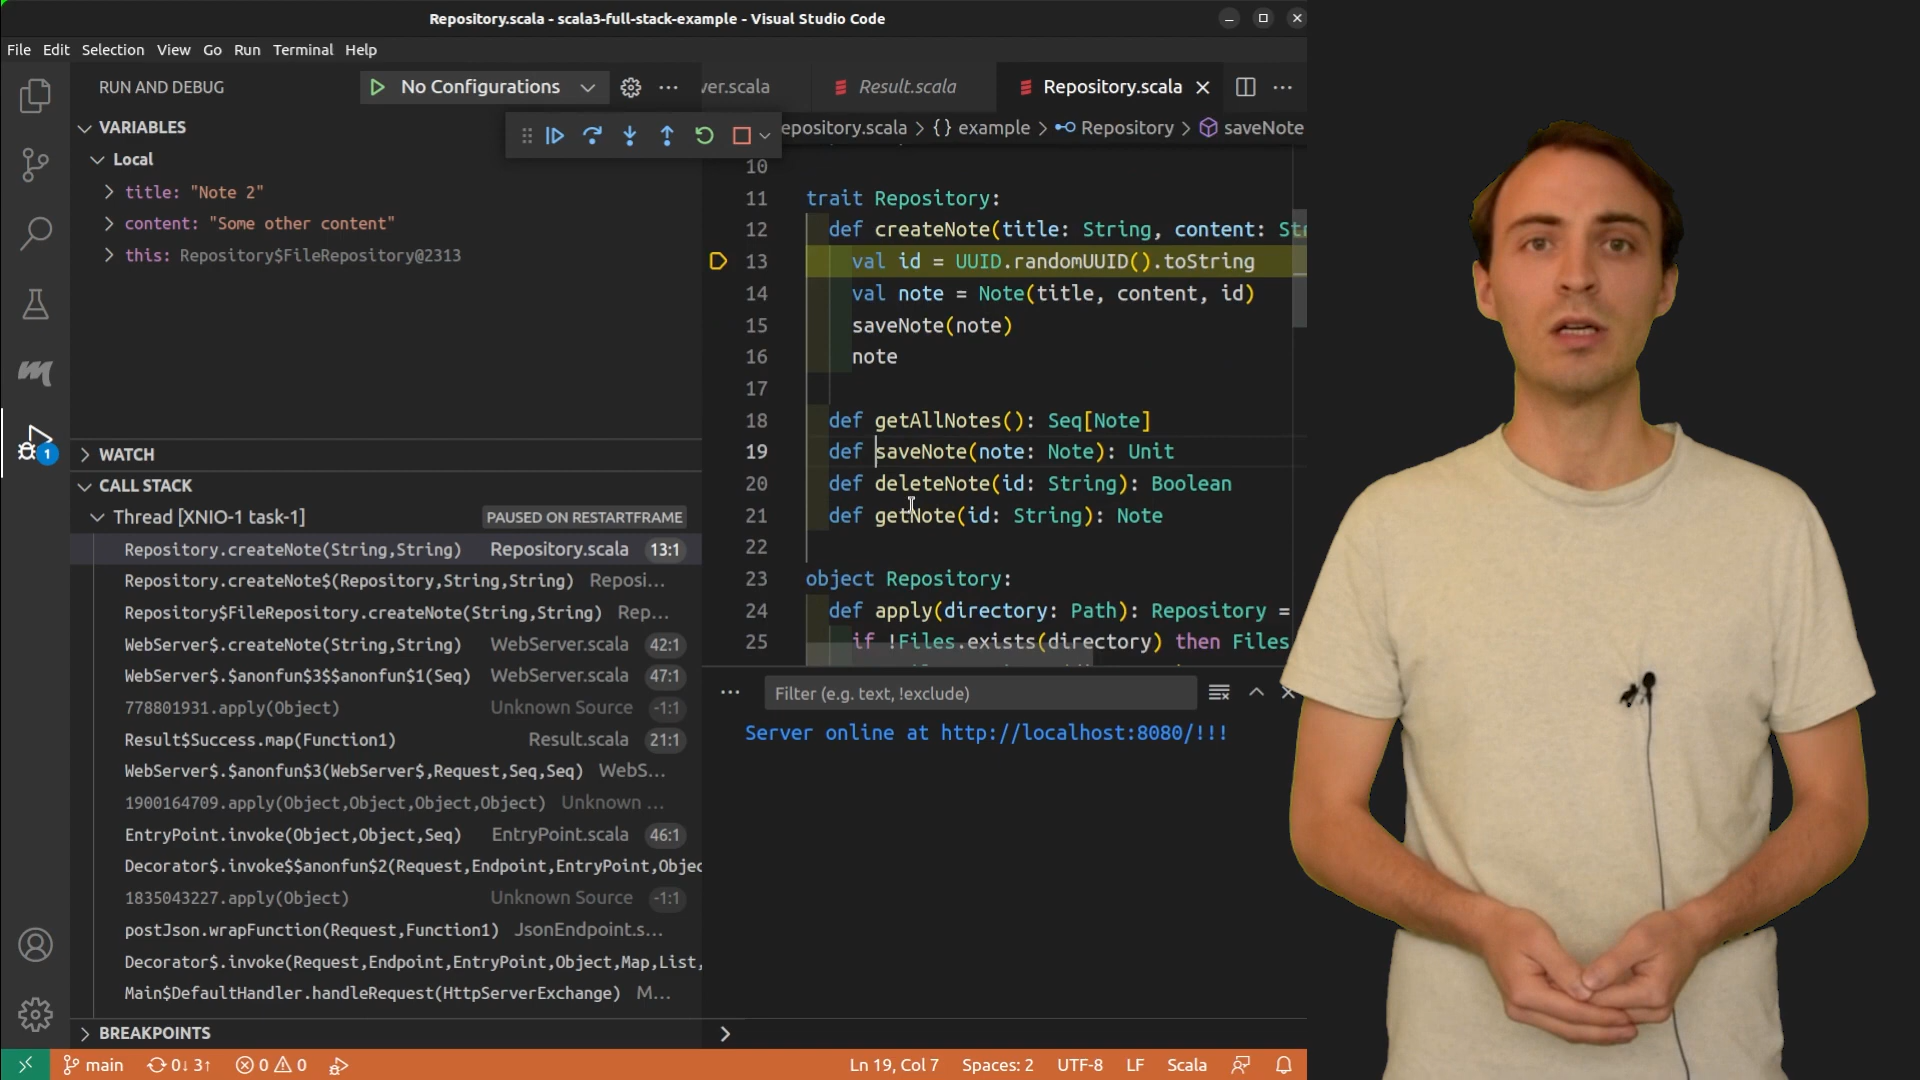 Repository.scala - scala3-full-stack-example - Visual Studio Code
File Edit Selection View Go Run Terminal Help
RUN AND DEBUG
No Configurations
ver.scala
Result.scala
Repository.scala
VARIABLES
Local
title: "Note 2"
content: "Some other content"
this: Repository$FileRepository@2313
WATCH
CALL STACK
Thread [XNIO-1 task-1] PAUSED ON RESTARTFRAME
Repository.createNote(String,String) Repository.scala 13:1
Repository.createNote$(Repository,String,String) Reposi...
Repository$FileRepository.createNote(String,String) Rep...
WebServer$.createNote(String,String) WebServer.scala 42:1
WebServer$.$anonfun$3$$anonfun$1(Seq) WebServer.scala 47:1
778801931.apply(Object) Unknown Source -1:1
Result$Success.map(Function1) Result.scala 21:1
WebServer$.$anonfun$3(WebServer$,Request,Seq,Seq) WebS...
1900164709.apply(Object,Object,Object,Object) Unknown ...
EntryPoint.invoke(Object,Object,Seq) EntryPoint.scala 46:1
Decorator$.invoke$$anonfun$2(Request,Endpoint,EntryPoint,Objec
1835043227.apply(Object) Unknown Source -1:1
postJson.wrapFunction(Request,Function1) JsonEndpoint.s...
Decorator$.invoke(Request,Endpoint,EntryPoint,Object,Map,List,
Main$DefaultHandler.handleRequest(HttpServerExchange) M...
BREAKPOINTS
epository.scala > {} example > Repository > saveNote
10
11 trait Repository:
12 def createNote(title: String, content: Str
13 val id = UUID.randomUUID().toString
14 val note = Note(title, content, id)
15 saveNote(note)
16 note
17
18 def getAllNotes(): Seq[Note]
19 def saveNote(note: Note): Unit
20 def deleteNote(id: String): Boolean
21 def getNote(id: String): Note
22
23 object Repository:
24 def apply(directory: Path): Repository =
25 if !Files.exists(directory) then Files
Filter (e.g. text, !exclude)
Server online at http://localhost:8080/!!!
1
main 0↓ 3↑ 0 0 Ln 19, Col 7 Spaces: 2 UTF-8 LF Scala